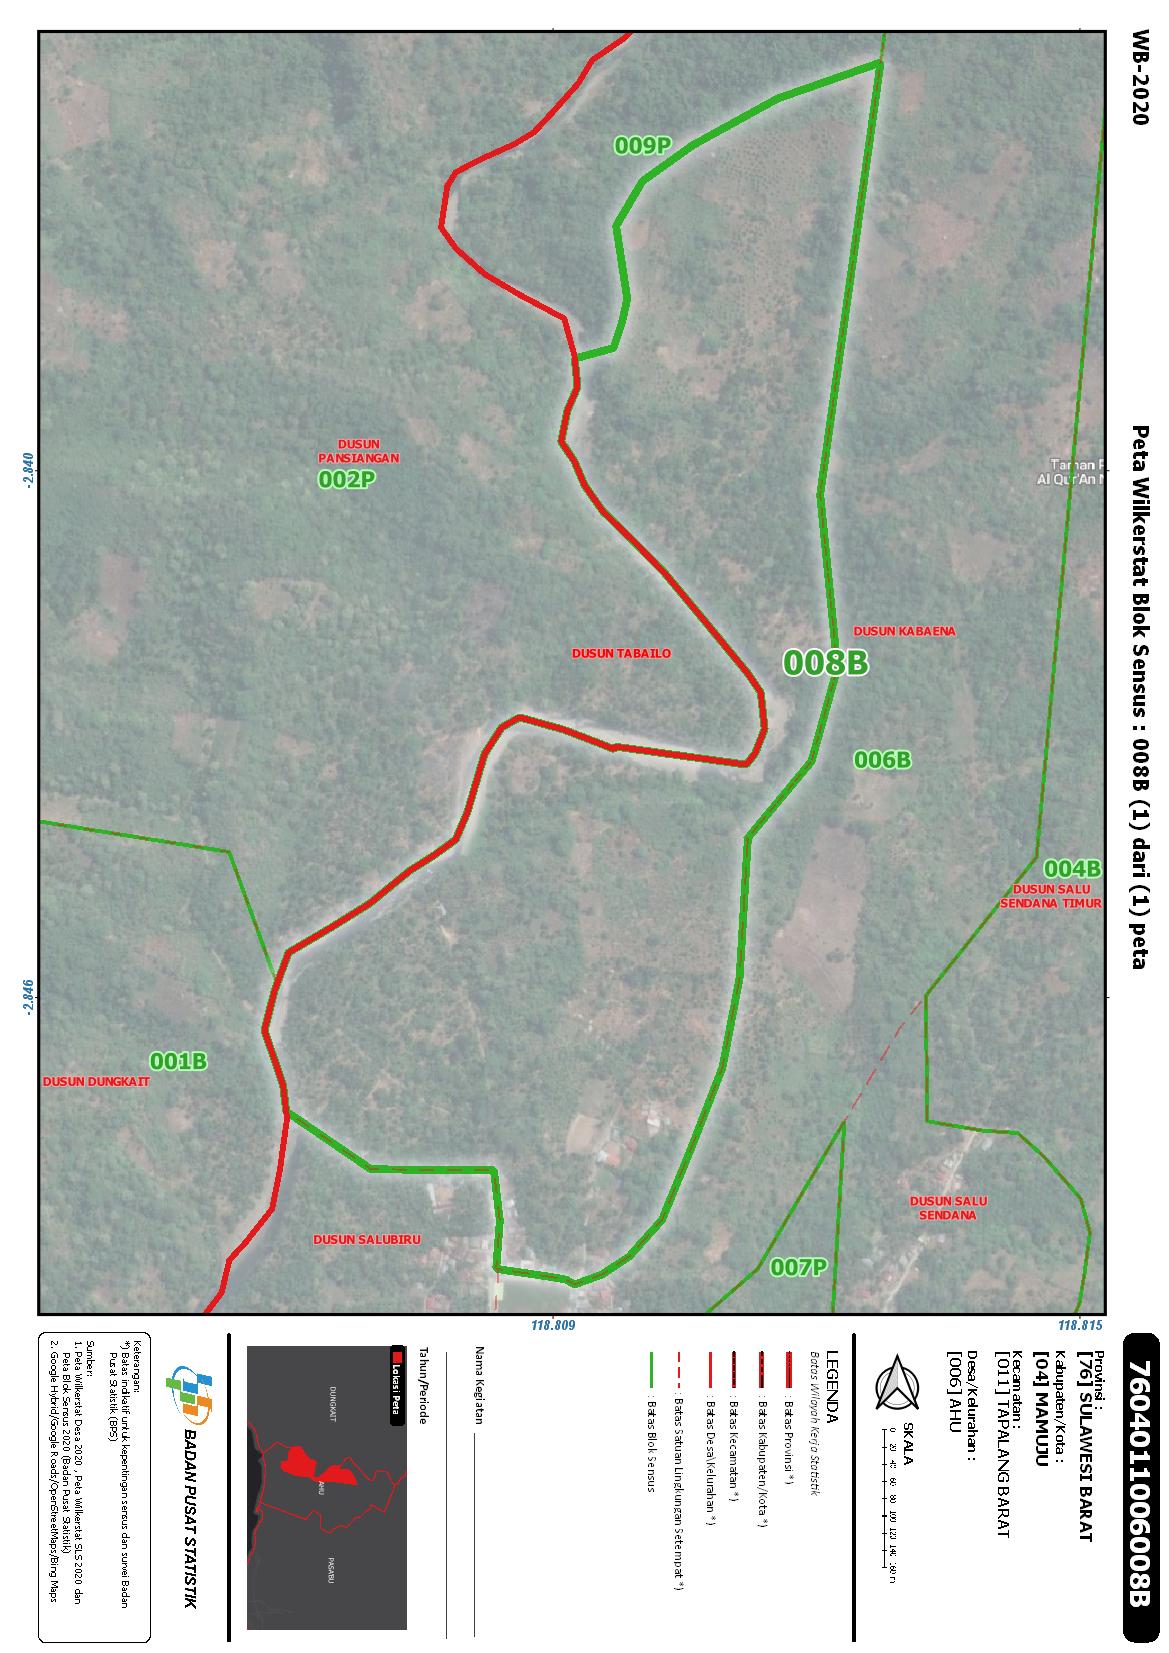 WB-2020
Peta Wilkerstat Blok Sensus : 008B (1) dari (1) peta
7604011006008B
Provinsi :
[76] SULAWESI BARAT
Kabupaten/Kota :
[04] MAMUJU
Kecamatan :
[011] TAPALANG BARAT
Desa/Kelurahan :
[006] AHU
SKALA
0 20 40 60 80 100 120 140 160 m
LEGENDA
Batas Wilayah Kerja Statistik
: Batas Provinsi *)
: Batas Kabupaten/Kota *)
: Batas Kecamatan *)
: Batas Desa\Kelurahan *)
: Batas Satuan Lingkungan Setempat *)
: Batas Blok Sensus
Nama Kegiatan
Tahun/Periode
Lokasi Peta
DUNGKAIT
AHU
PASABU
BADAN PUSAT STATISTIK
Keterangan:
*) Batas indikatif untuk kepentingan sensus dan survei Badan
Pusat Statistik (BPS)
Sumber:
1. Peta Wilkerstat Desa 2020 , Peta Wilkerstat SLS 2020 dan
Peta Blok Sensus 2020 (Badan Pusat Statistik)
2. Google Hybrid/Google Roads/OpenStreetMaps/Bing Maps
009P
DUSUN
PANSIANGAN
002P
Taman
Al Qur'An
DUSUN KABAENA
DUSUN TABAILO
008B
006B
004B
DUSUN SALU
SENDANA TIMUR
001B
DUSUN DUNGKAIT
DUSUN SALUBIRU
DUSUN SALU
SENDANA
007P
-2.840
-2.846
118.809
118.815